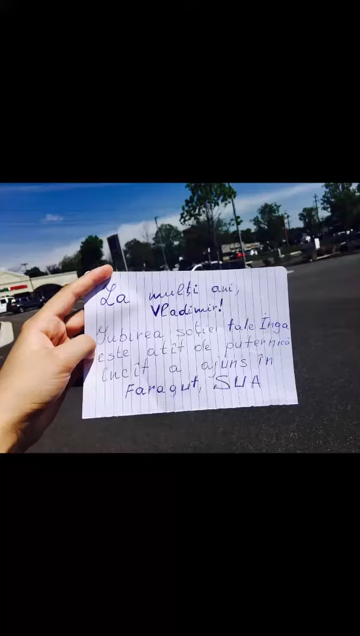 La mulți ani,
Vladimir!
Iubirea soției tale Inga
este atît de puternică
încît a ajuns în
Faragut, SUA